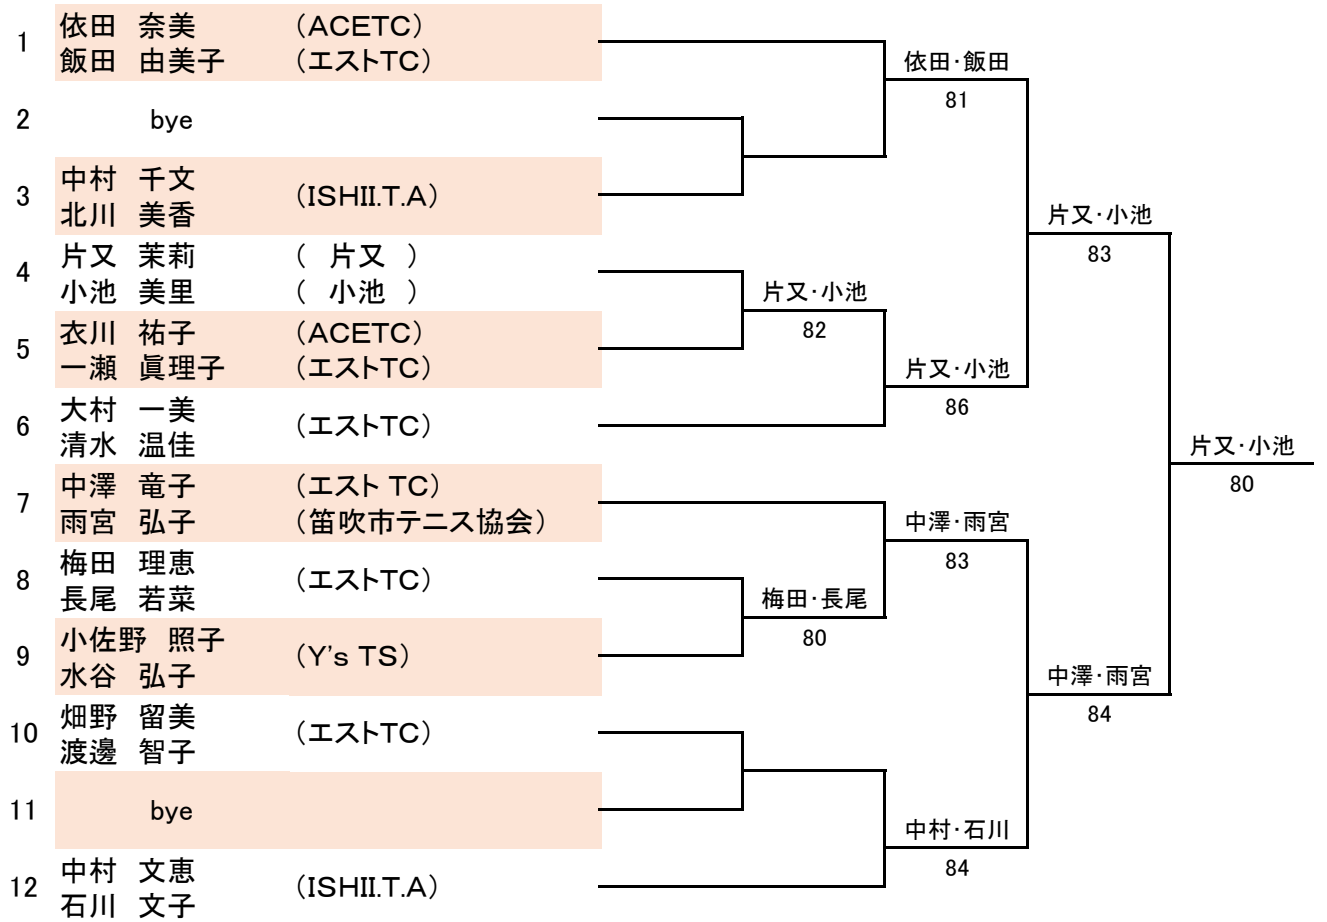 1
依田　奈美　（ACETC）
飯田　由美子　（エストTC）
2　bye
3
中村　千文
北川　美香
（ISHII.T.A）
4
片又　茉莉　（　片又　）
小池　美里　（　小池　）
5
衣川　祐子　（ACETC）
一瀬　眞理子　（エストTC）
6
大村　一美
清水　温佳
（エストTC）
7
中澤　竜子　（エスト TC）
雨宮　弘子　（笛吹市テニス協会）
8
梅田　理恵
長尾　若菜
（エストTC）
9
小佐野　照子
水谷　弘子
（Y's TS）
10
畑野　留美
渡邊　智子
（エストTC）
11　bye
12
中村　文恵
石川　文子
（ISHII.T.A）
片又・小池
82
梅田・長尾
80
依田・飯田
81
片又・小池
86
中澤・雨宮
83
中村・石川
84
片又・小池
83
中澤・雨宮
84
片又・小池
80